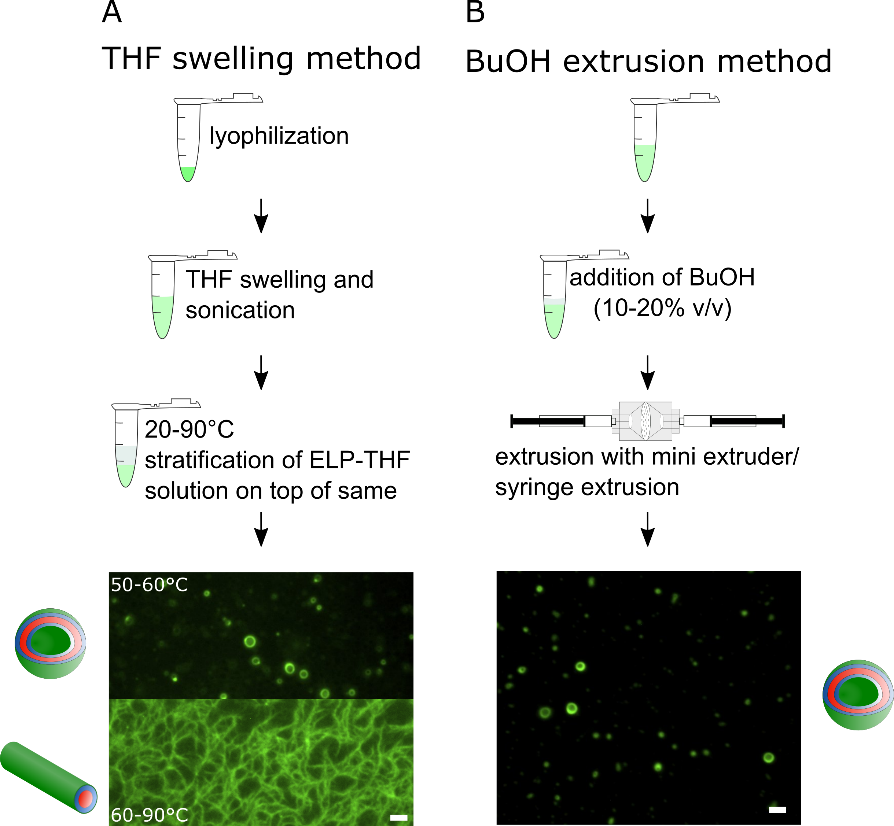 A
THF swelling method
lyophilization
THF swelling and
sonication
20-90°C
stratification of ELP-THF
solution on top of same
50-60°C
60-90°C
B
BuOH extrusion method
addition of BuOH
(10-20% v/v)
extrusion with mini extruder/
syringe extrusion